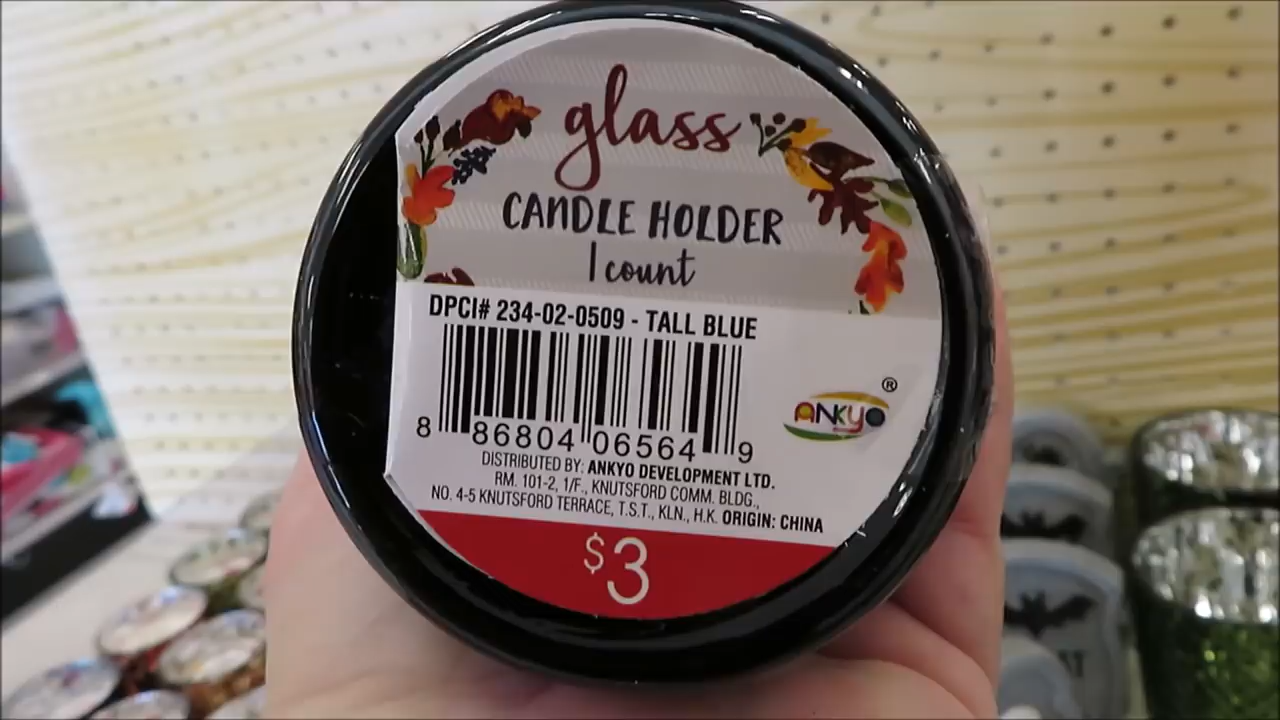 glass
CANDLE HOLDER
1 count
DPCI# 234-02-0509 - TALL BLUE
8 86804 06564 9
ANKYO®
DISTRIBUTED BY: ANKYO DEVELOPMENT LTD.
RM. 101-2, 1/F., KNUTSFORD COMM. BLDG.,
NO. 4-5 KNUTSFORD TERRACE, T.S.T., KLN., H.K. ORIGIN: CHINA
$3